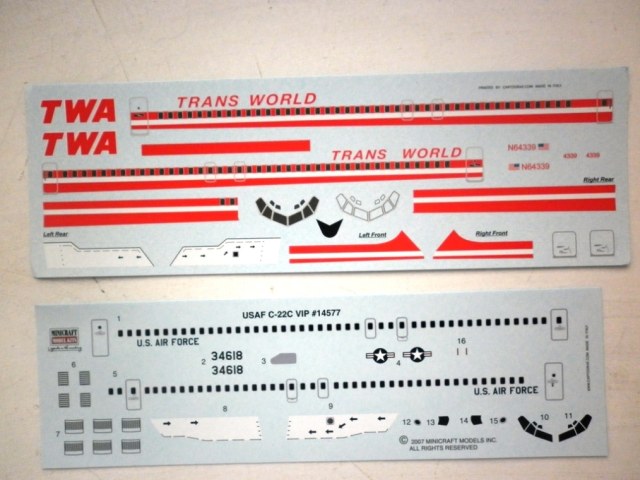 PRINTED BY CARTOGRAF.COM MADE IN ITALY
TWA TRANS WORLD
TWA
TRANS WORLD
N64339
N64339
4339 4339
Right Rear
Left Rear
Left Front
Right Front
USAF C-22C VIP #14577
MINICRAFT
MODEL KITS
1
U.S. AIR FORCE
2 34618
34618
3
4
16
5
U.S. AIR FORCE
6
7
8
9
12 13 14 15 10 11
© 2007 MINICRAFT MODELS INC.
ALL RIGHTS RESERVED